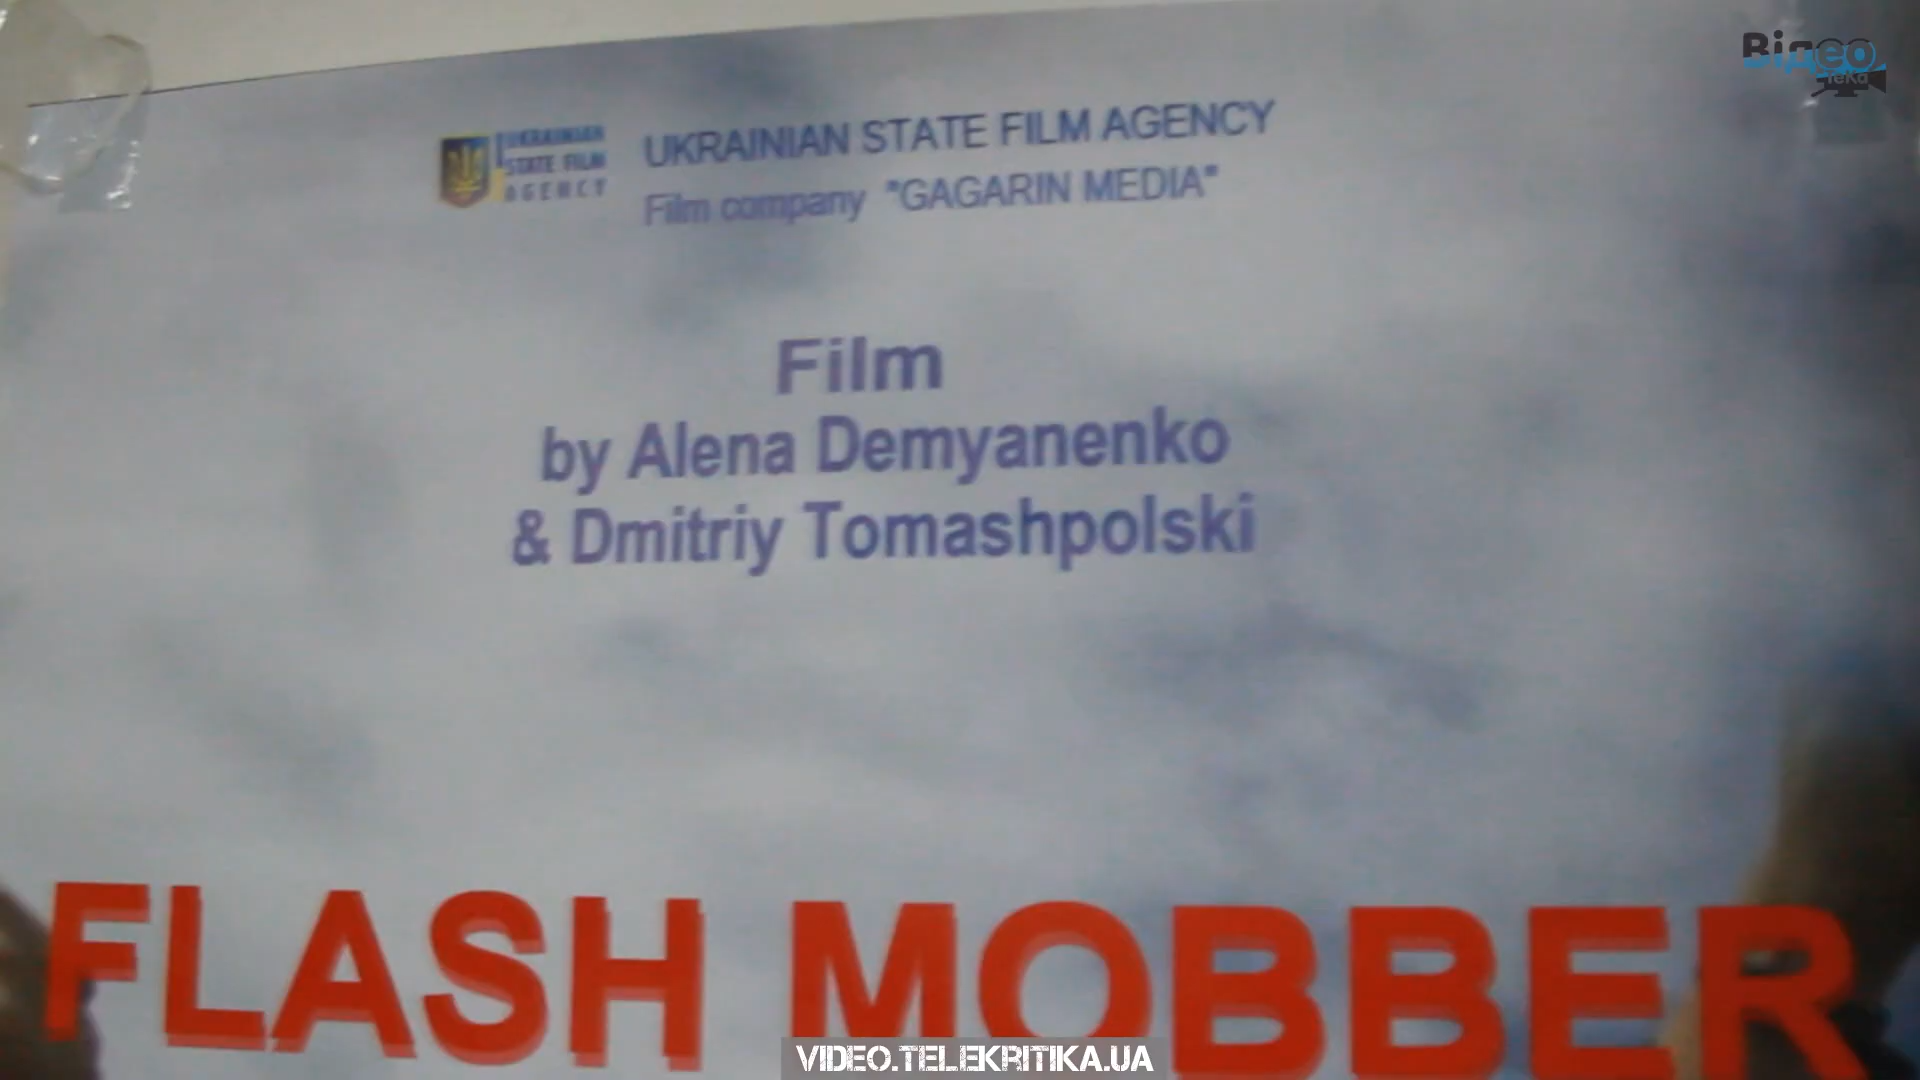 Відео
тека
UKRAINIAN
STATE FILM
AGENCY
UKRAINIAN STATE FILM AGENCY
Film company "GAGARIN MEDIA"
Film
by Alena Demyanenko
& Dmitriy Tomashpolski
FLASH MOBBER
VIDEO.TELEKRITIKA.UA